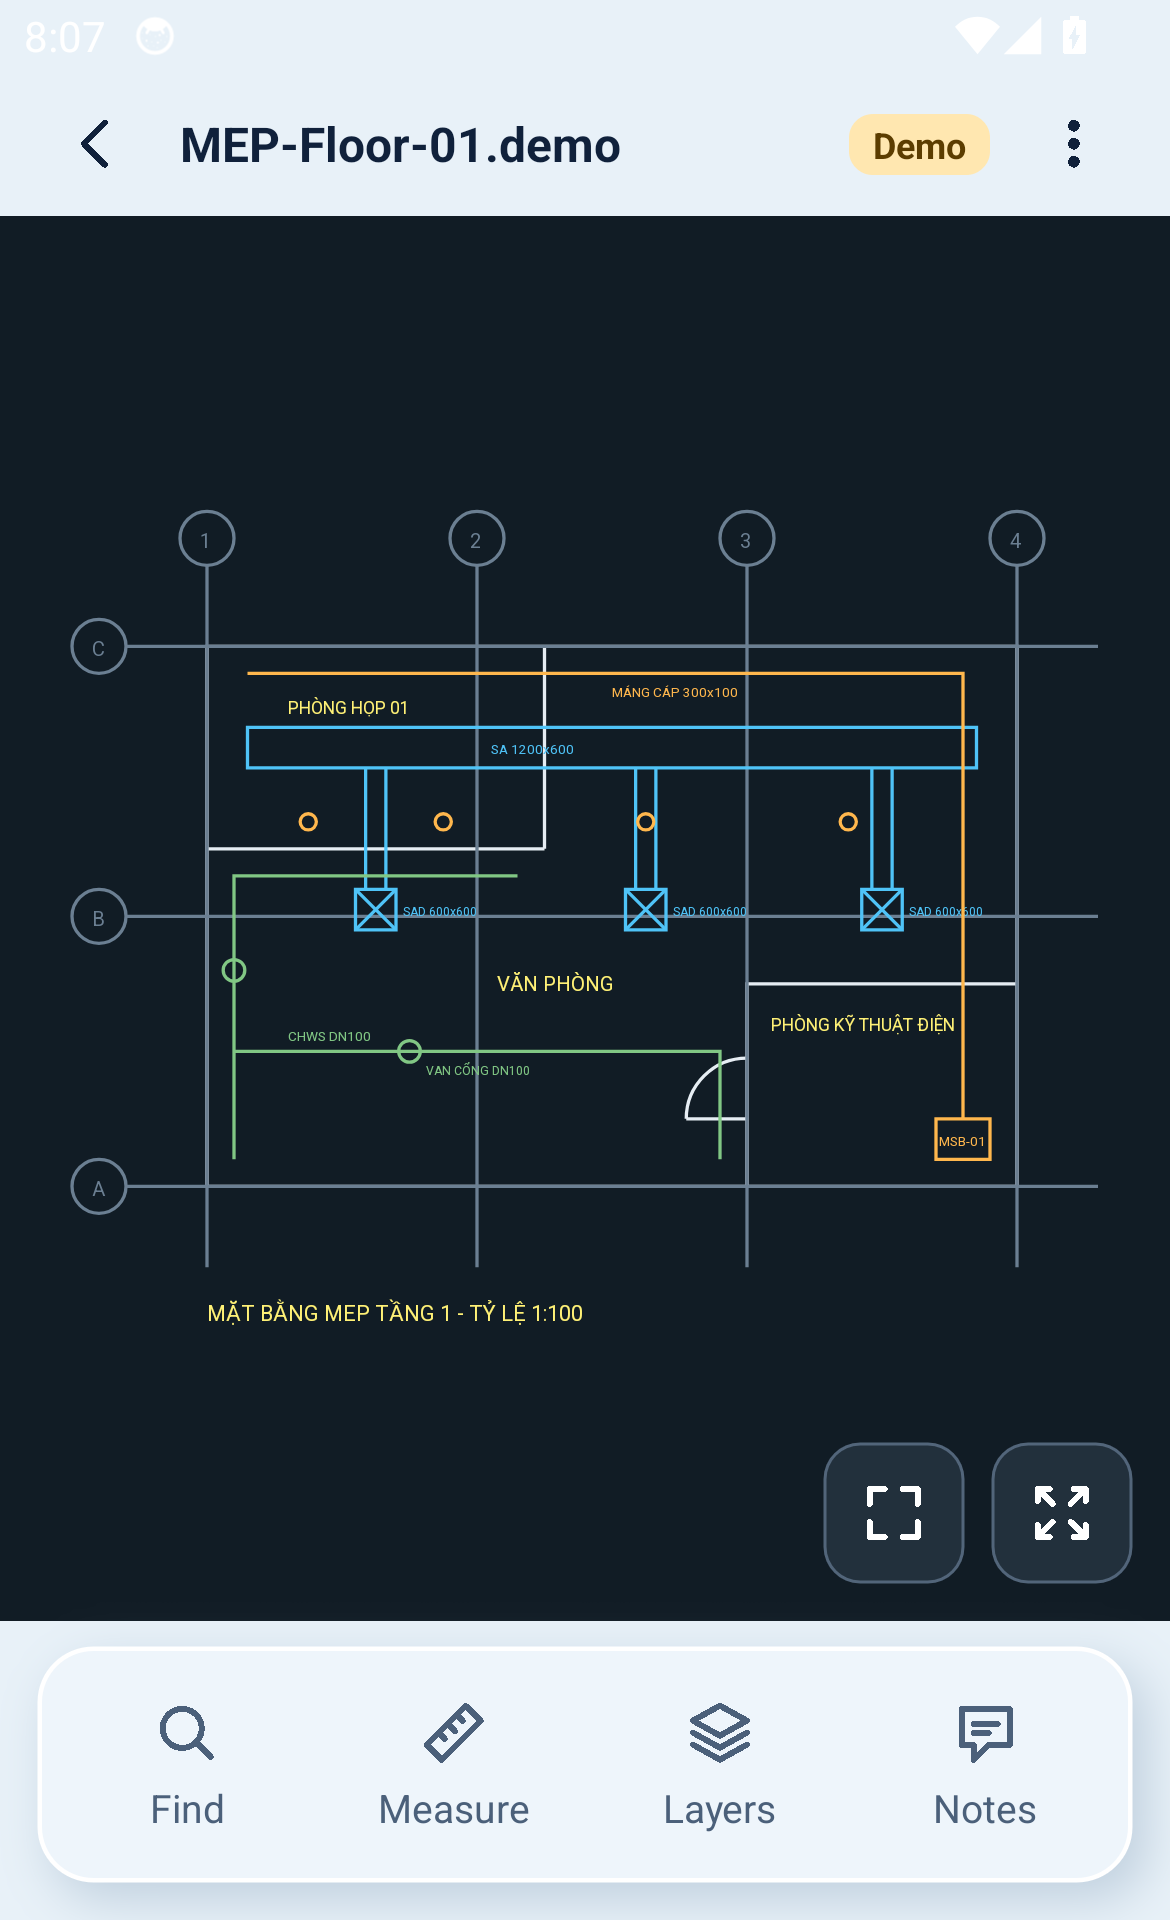 8:07
MEP-Floor-01.demo
Demo
1
2
3
4
C
MÁNG CÁP 300x100
PHÒNG HỌP 01
SA 1200x600
B
SAD 600x600
SAD 600x600
SAD 600x600
VĂN PHÒNG
PHÒNG KỸ THUẬT ĐIỆN
CHWS DN100
VAN CỔNG DN100
MSB-01
A
MẶT BẰNG MEP TẦNG 1 - TỶ LỆ 1:100
Find
Measure
Layers
Notes